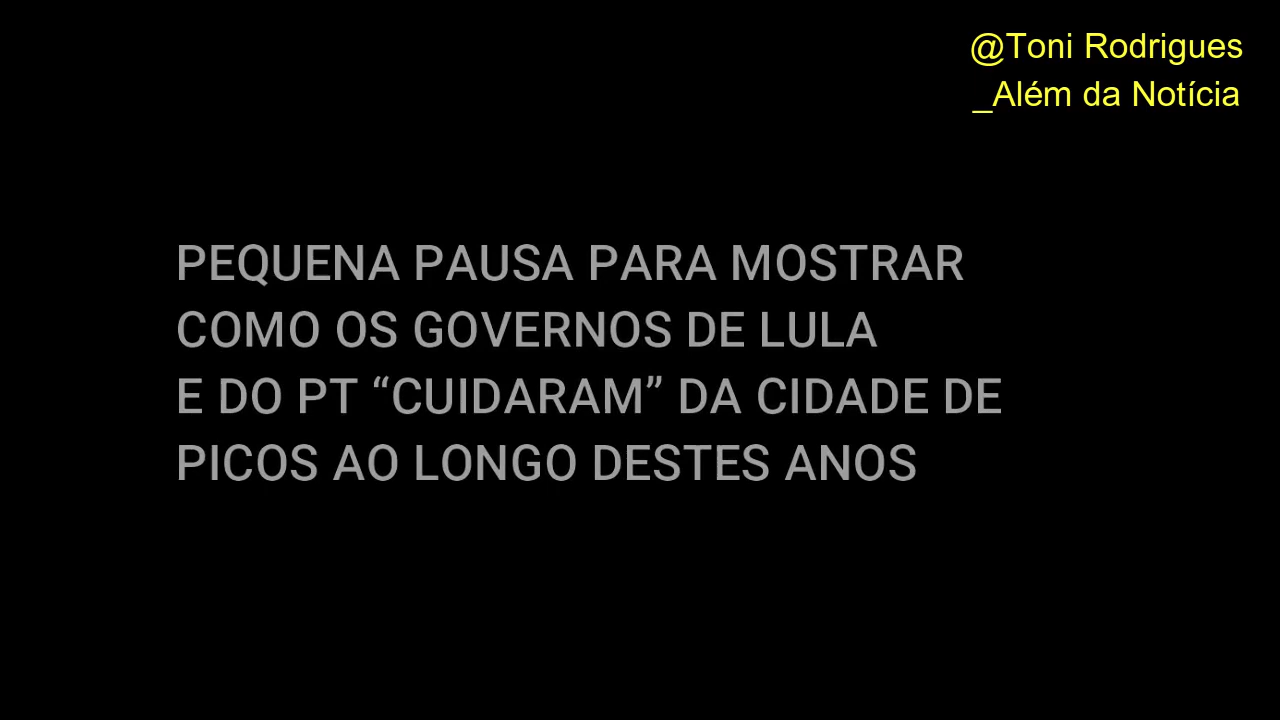 @Toni Rodrigues
_Além da Notícia
PEQUENA PAUSA PARA MOSTRAR
COMO OS GOVERNOS DE LULA
E DO PT “CUIDARAM” DA CIDADE DE
PICOS AO LONGO DESTES ANOS